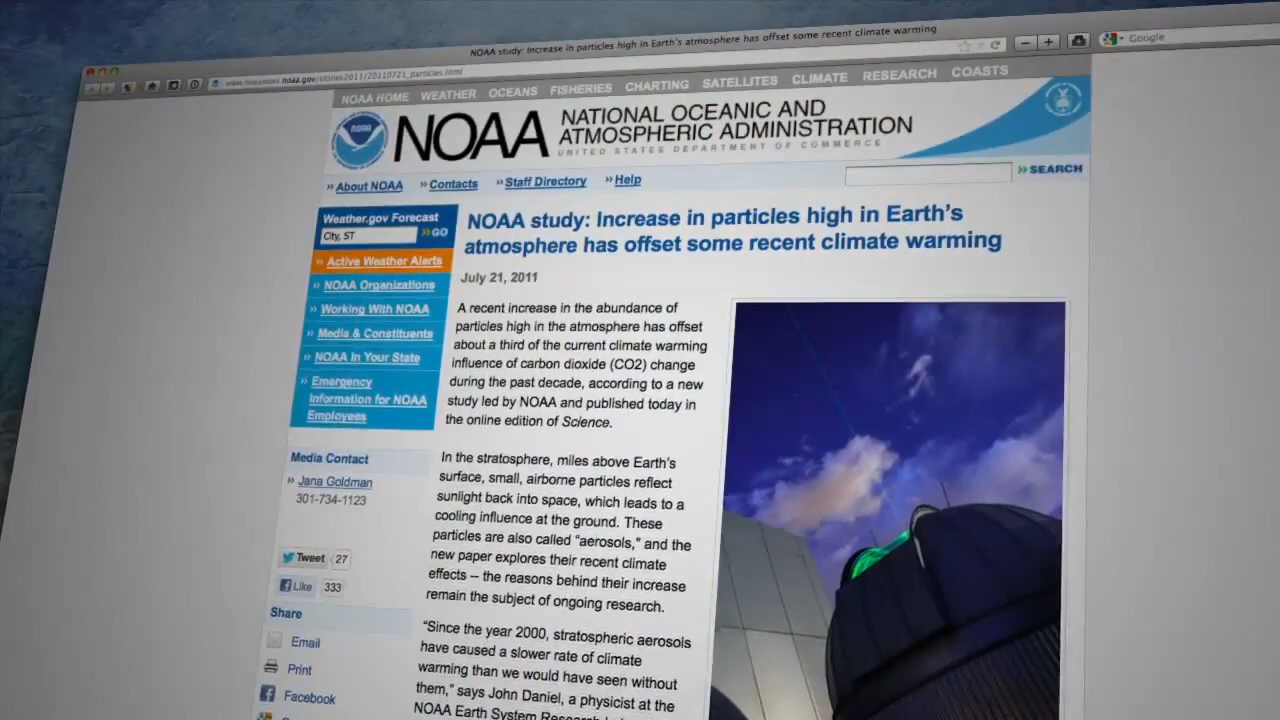 NOAA study: Increase in particles high in Earth's atmosphere has offset some recent climate warming
noaa.gov/stories2011/20110721_particles.html
Google
NOAA HOME WEATHER OCEANS FISHERIES CHARTING SATELLITES CLIMATE RESEARCH COASTS
NOAA
NOAA
NATIONAL OCEANIC AND
ATMOSPHERIC ADMINISTRATION
UNITED STATES DEPARTMENT OF COMMERCE
» About NOAA » Contacts » Staff Directory » Help
» SEARCH
Weather.gov Forecast
City, ST
» GO
» Active Weather Alerts
» NOAA Organizations
» Working With NOAA
» Media & Constituents
» NOAA In Your State
» Emergency
Information for NOAA
Employees
Media Contact
» Jana Goldman
301-734-1123
Tweet 27
Like 333
Share
Email
Print
Facebook
NOAA study: Increase in particles high in Earth's
atmosphere has offset some recent climate warming
July 21, 2011
A recent increase in the abundance of
particles high in the atmosphere has offset
about a third of the current climate warming
influence of carbon dioxide (CO2) change
during the past decade, according to a new
study led by NOAA and published today in
the online edition of Science.
In the stratosphere, miles above Earth's
surface, small, airborne particles reflect
sunlight back into space, which leads to a
cooling influence at the ground. These
particles are also called "aerosols," and the
new paper explores their recent climate
effects -- the reasons behind their increase
remain the subject of ongoing research.
"Since the year 2000, stratospheric aerosols
have caused a slower rate of climate
warming than we would have seen without
them," says John Daniel, a physicist at the
NOAA Earth System